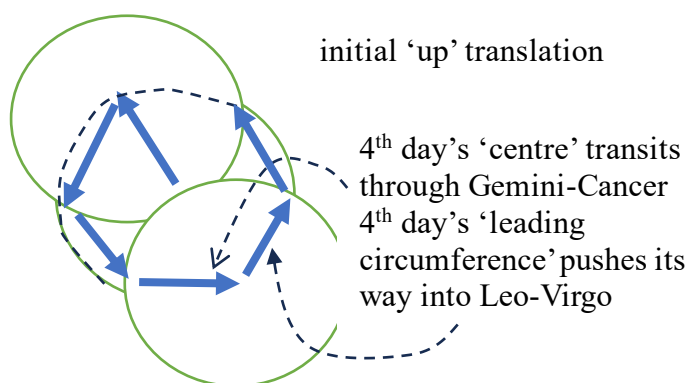 initial ‘up’ translation
4th day’s ‘centre’ transits
through Gemini-Cancer
4th day’s ‘leading
circumference’ pushes its
way into Leo-Virgo